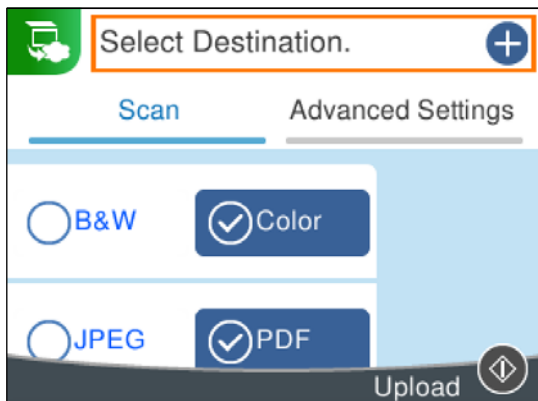 Select Destination.
Scan Advanced Settings
B&W Color
JPEG PDF
Upload